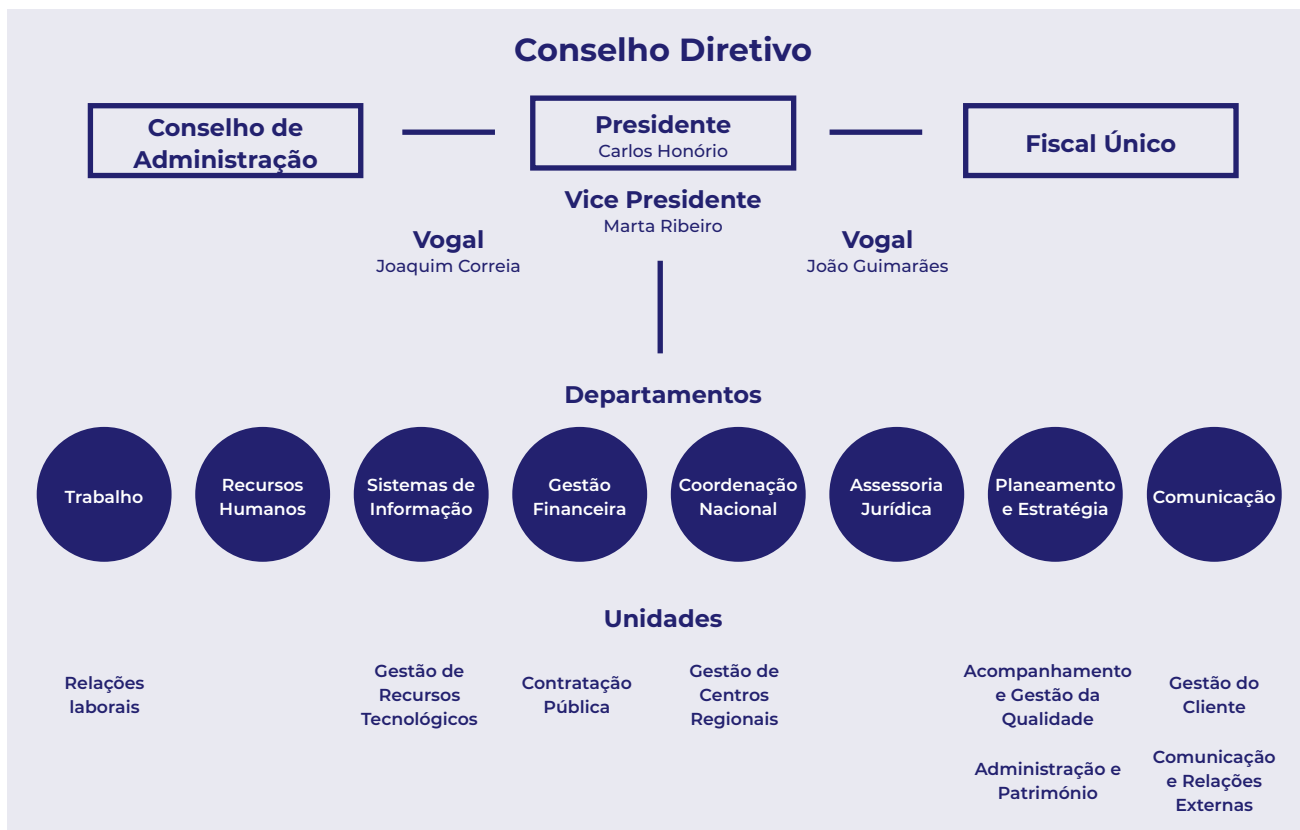 Conselho Diretivo
Conselho de
Administração
Presidente
Carlos Honório
Fiscal Único
Vice Presidente
Marta Ribeiro
Vogal
Joaquim Correia
Vogal
João Guimarães
Departamentos
Trabalho
Recursos
Humanos
Sistemas de
Informação
Gestão
Financeira
Coordenação
Nacional
Assessoria
Jurídica
Planeamento
e Estratégia
Comunicação
Unidades
Relações
laborais
Gestão de
Recursos
Tecnológicos
Contratação
Pública
Gestão de
Centros
Regionais
Acompanhamento
e Gestão da
Qualidade
Gestão do
Cliente
Administração e
Património
Comunicação
e Relações
Externas